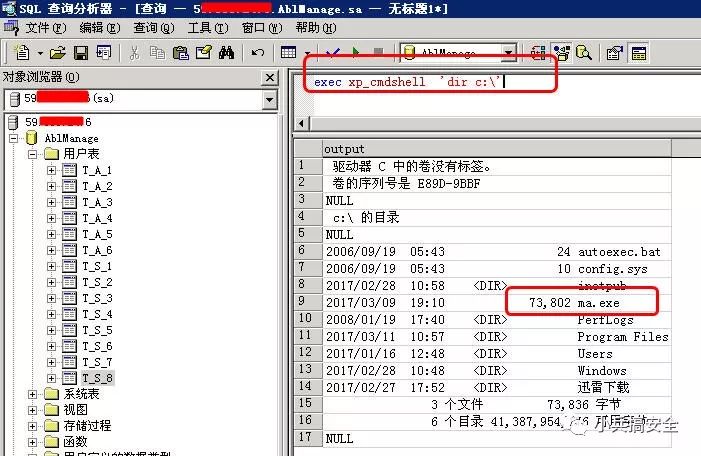 SQL 查询分析器 - [查询 — 5 .AblManage.sa — 无标题1*]
文件(F) 编辑(E) 查询(Q) 工具(T) 窗口(W) 帮助(H)
AblManage
对象浏览器(O)
59 (sa)
59. 6
AblManage
用户表
T_A_1
T_A_2
T_A_3
T_A_4
T_A_5
T_A_6
T_S_1
T_S_2
T_S_3
T_S_4
T_S_5
T_S_6
T_S_7
T_S_8
系统表
视图
存储过程
函数
用户定义的数据类型
exec xp_cmdshell 'dir c:\'
output
1 驱动器 C 中的卷没有标签。
2 卷的序列号是 E89D-9BBF
3 NULL
4 c:\ 的目录
5 NULL
6 2006/09/19 05:43 24 autoexec.bat
7 2006/09/19 05:43 10 config.sys
8 2017/02/28 10:58 <DIR> inetpub
9 2017/03/09 19:10 73,802 ma.exe
10 2008/01/19 17:40 <DIR> PerfLogs
11 2017/03/11 10:57 <DIR> Program Files
12 2017/01/16 12:48 <DIR> Users
13 2017/02/28 10:48 <DIR> Windows
14 2017/02/27 17:52 <DIR> 迅雷下载
15 3 个文件 73,836 字节
16 6 个目录 41,387,954
17 NULL
小兵搞安全